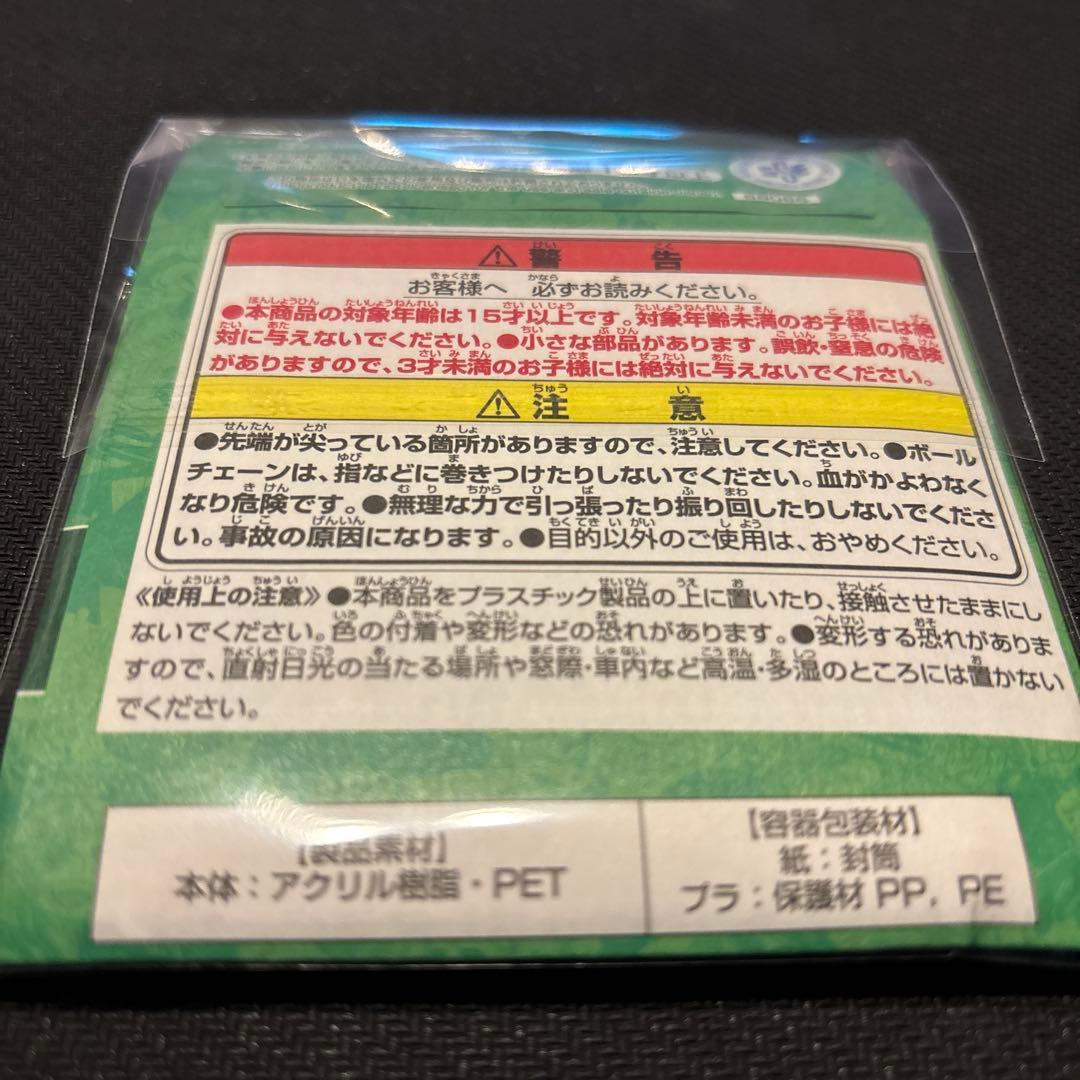 ⚠警告
お客様へ 必ずお読みください。
●本商品の対象年齢は15才以上です。対象年齢未満のお子様には絶
対に与えないでください。●小さな部品があります。誤飲・窒息の危険
がありますので、3才未満のお子様には絶対に与えないでください。
⚠注意
●先端が尖っている箇所がありますので、注意してください。●ボール
チェーンは、指などに巻きつけたりしないでください。血がかよわなく
なり危険です。●無理な力で引っ張ったり振り回したりしないでくださ
い。事故の原因になります。●目的以外のご使用は、おやめください。
《使用上の注意》●本商品をプラスチック製品の上に置いたり、接触させたままにし
ないでください。色の付着や変形などの恐れがあります。●変形する恐れがありま
すので、直射日光の当たる場所や窓際・車内など高温・多湿のところには置かない
でください。
【製品素材】
本体：アクリル樹脂・PET
【容器包装材】
紙：封筒
プラ：保護材 PP，PE